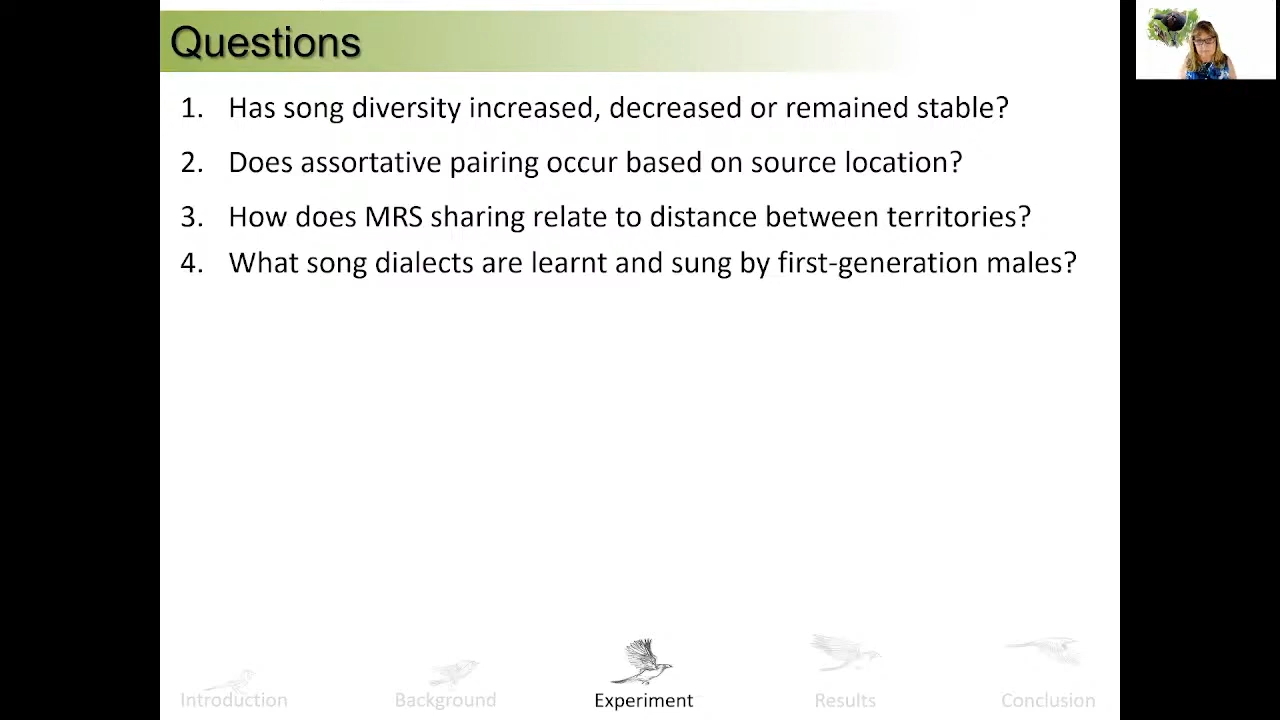 Questions
1. Has song diversity increased, decreased or remained stable?
2. Does assortative pairing occur based on source location?
3. How does MRS sharing relate to distance between territories?
4. What song dialects are learnt and sung by first-generation males?
Introduction Background Experiment Results Conclusion